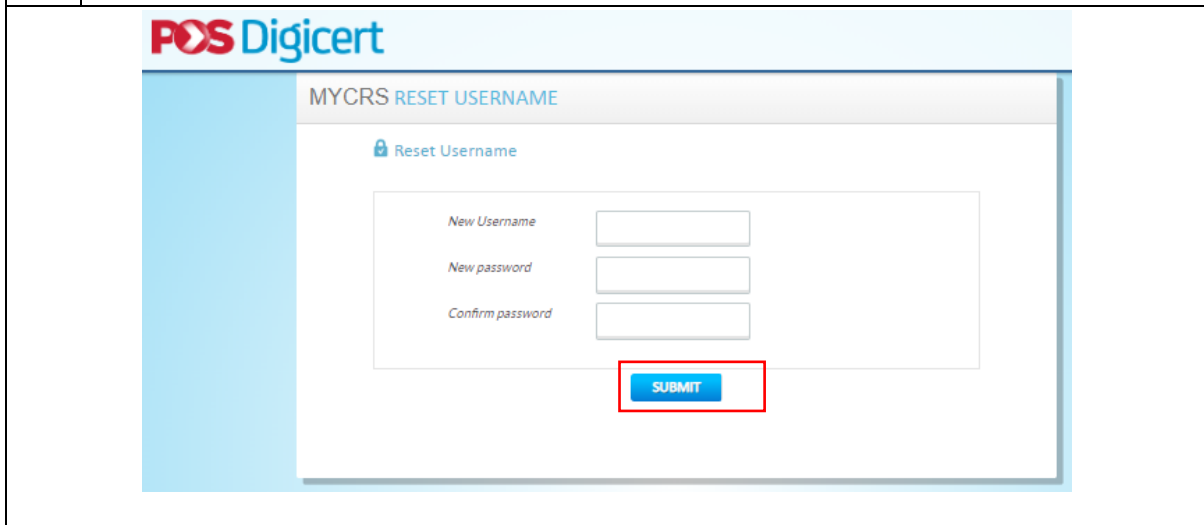 POS Digicert
MYCRS RESET USERNAME
Reset Username
New Username
New password
Confirm password
SUBMIT